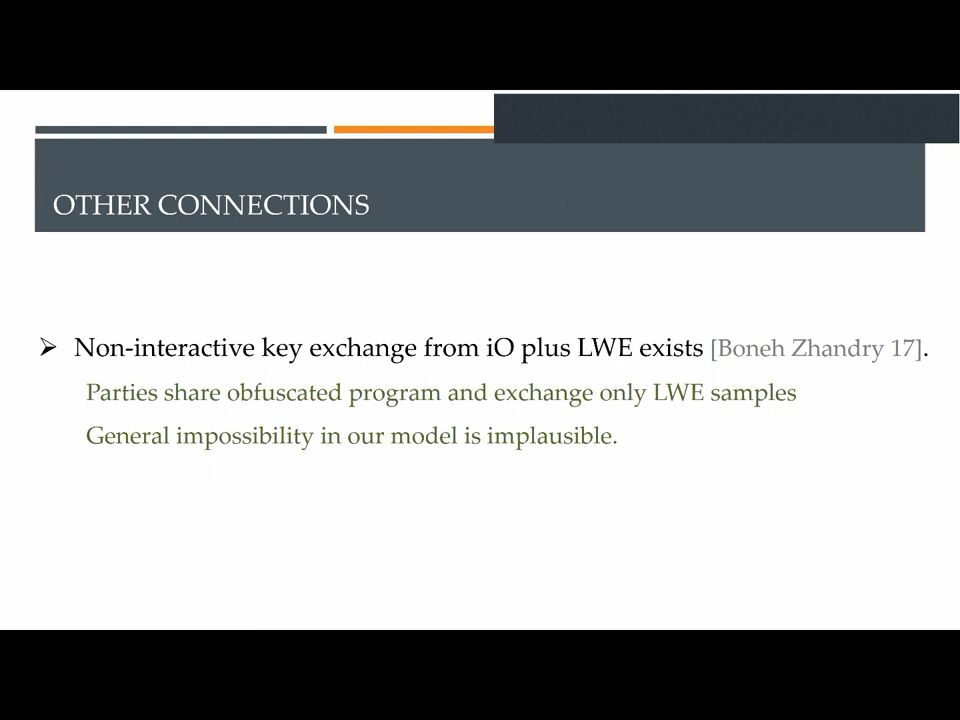 OTHER CONNECTIONS
➢ Non-interactive key exchange from iO plus LWE exists [Boneh Zhandry 17].
Parties share obfuscated program and exchange only LWE samples
General impossibility in our model is implausible.